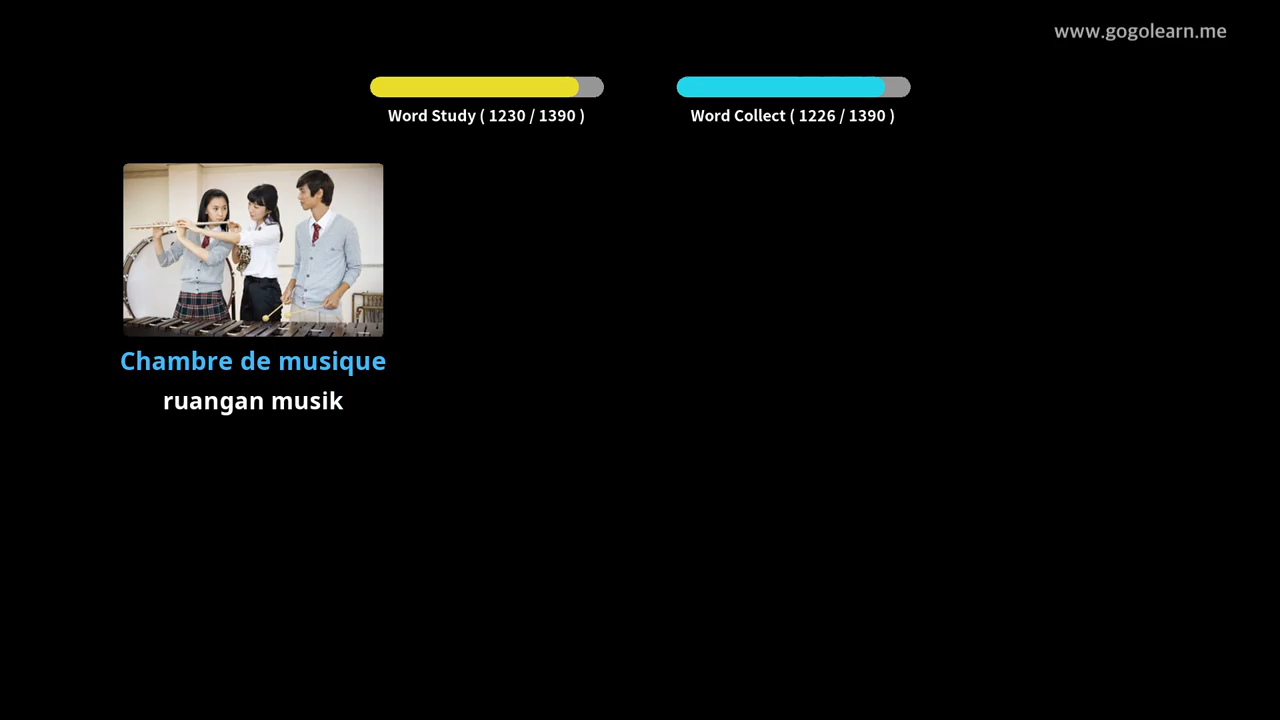 www.gogolearn.me
Word Study ( 1230 / 1390 )
Word Collect ( 1226 / 1390 )
Chambre de musique
ruangan musik